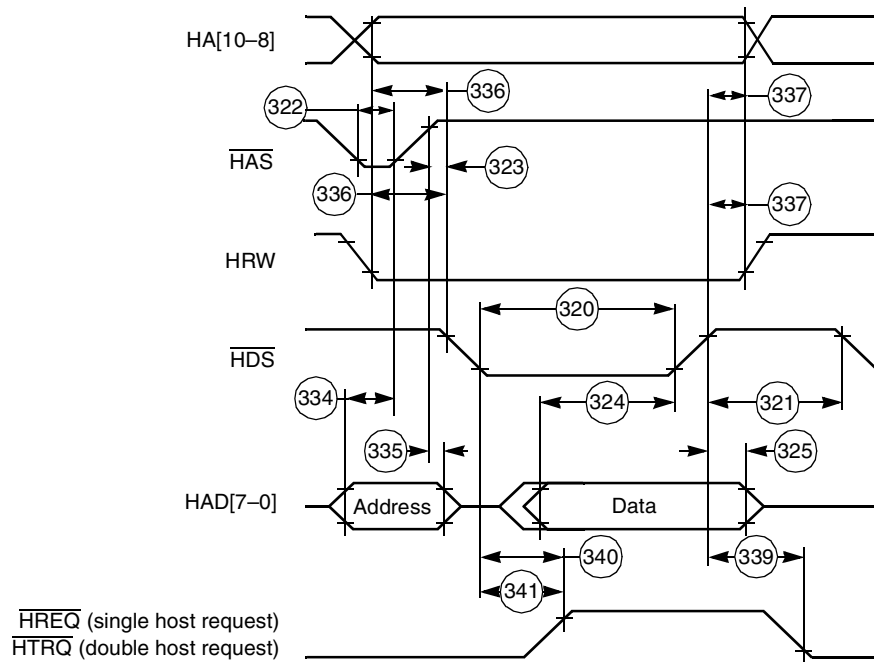 HA[10–8]
336
337
322
HAS
323
336
337
HRW
320
HDS
334
324
321
335
325
HAD[7–0]
Address
Data
340
339
341
HREQ (single host request)
HTRQ (double host request)